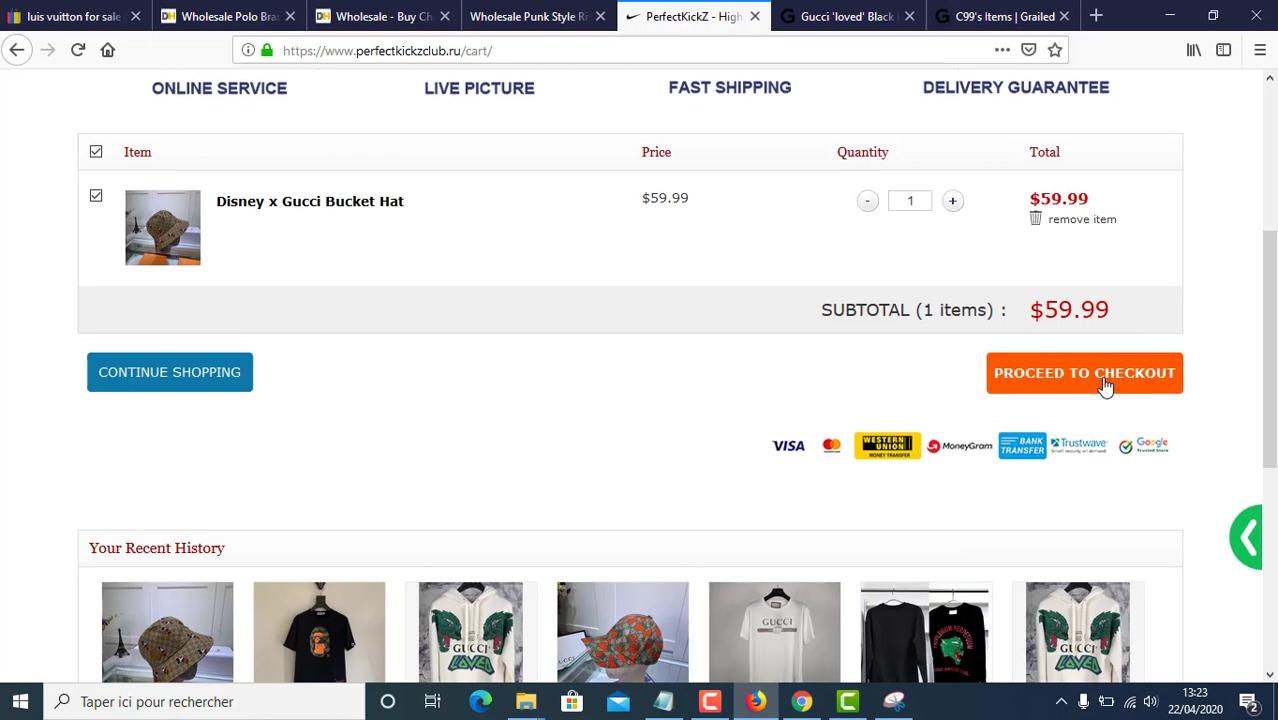 luis vuitton for sale
Wholesale Polo Bra
Wholesale - Buy Ch
Wholesale Punk Style Ri
PerfectKickZ - High
Gucci 'loved' Black
C99's Items | Grailed
https://www.perfectkickzclub.ru/cart/
ONLINE SERVICE LIVE PICTURE FAST SHIPPING DELIVERY GUARANTEE
Item Price Quantity Total
Disney x Gucci Bucket Hat $59.99 - 1 + $59.99
remove item
SUBTOTAL (1 items) : $59.99
CONTINUE SHOPPING PROCEED TO CHECKOUT
VISA WESTERN UNION MONEY TRANSFER MoneyGram BANK TRANSFER Trustwave Google Trusted Store
Your Recent History
GUCCI LOVED
GUCCI
GUCCI LOVED
Taper ici pour rechercher
13:23
22/04/2020
2